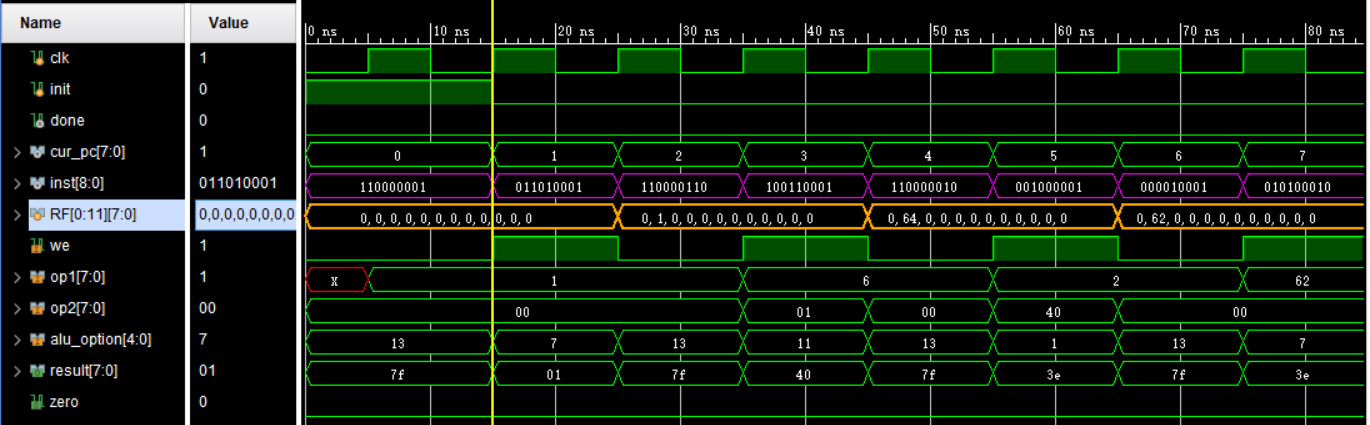 Name Value 0 ns 10 ns 20 ns 30 ns 40 ns 50 ns 60 ns 70 ns 80 ns
clk 1
init 0
done 0
cur_pc[7:0] 1 0 1 2 3 4 5 6 7
inst[8:0] 011010001 110000001 011010001 110000110 100110001 110000010 001000001 000010001 010100010
RF[0:11][7:0] 0,0,0,0,0,0,0,0 0,0,0,0,0,0,0,0,0,0,0,0 0,1,0,0,0,0,0,0,0,0,0,0 0,64,0,0,0,0,0,0,0,0,0,0 0,62,0,0,0,0,0,0,0,0,0,0
we 1
op1[7:0] 1 X 1 6 2 62
op2[7:0] 00 00 01 00 40 00
alu_option[4:0] 7 13 7 13 11 13 1 13 7
result[7:0] 01 7f 01 7f 40 7f 3e 7f 3e
zero 0